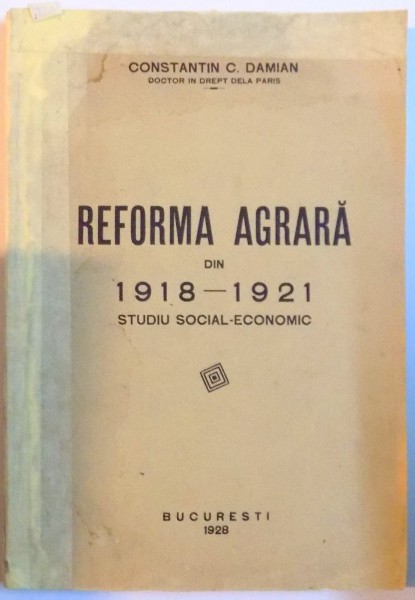 CONSTANTIN C. DAMIAN
DOCTOR IN DREPT DELA PARIS
REFORMA AGRARĂ
DIN
1918—1921
STUDIU SOCIAL-ECONOMIC
BUCURESTI
1928